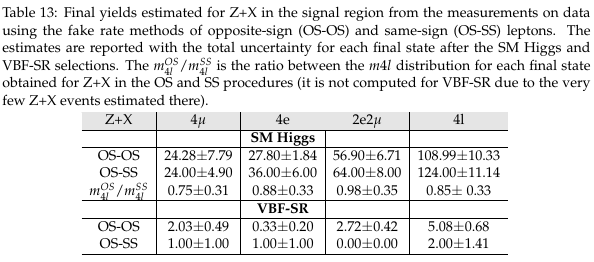 Table 13: Final yields estimated for Z+X in the signal region from the measurements on data
using the fake rate methods of opposite-sign (OS-OS) and same-sign (OS-SS) leptons. The
estimates are reported with the total uncertainty for each final state after the SM Higgs and
VBF-SR selections. The m_{4l}^{OS}/m_{4l}^{SS} is the ratio between the m4l distribution for each final state
obtained for Z+X in the OS and SS procedures (it is not computed for VBF-SR due to the very
few Z+X events estimated there).
Z+X 4μ 4e 2e2μ 4l
SM Higgs
OS-OS 24.28±7.79 27.80±1.84 56.90±6.71 108.99±10.33
OS-SS 24.00±4.90 36.00±6.00 64.00±8.00 124.00±11.14
m_{4l}^{OS}/m_{4l}^{SS} 0.75±0.31 0.88±0.33 0.98±0.35 0.85± 0.33
VBF-SR
OS-OS 2.03±0.49 0.33±0.20 2.72±0.42 5.08±0.68
OS-SS 1.00±1.00 1.00±1.00 0.00±0.00 2.00±1.41